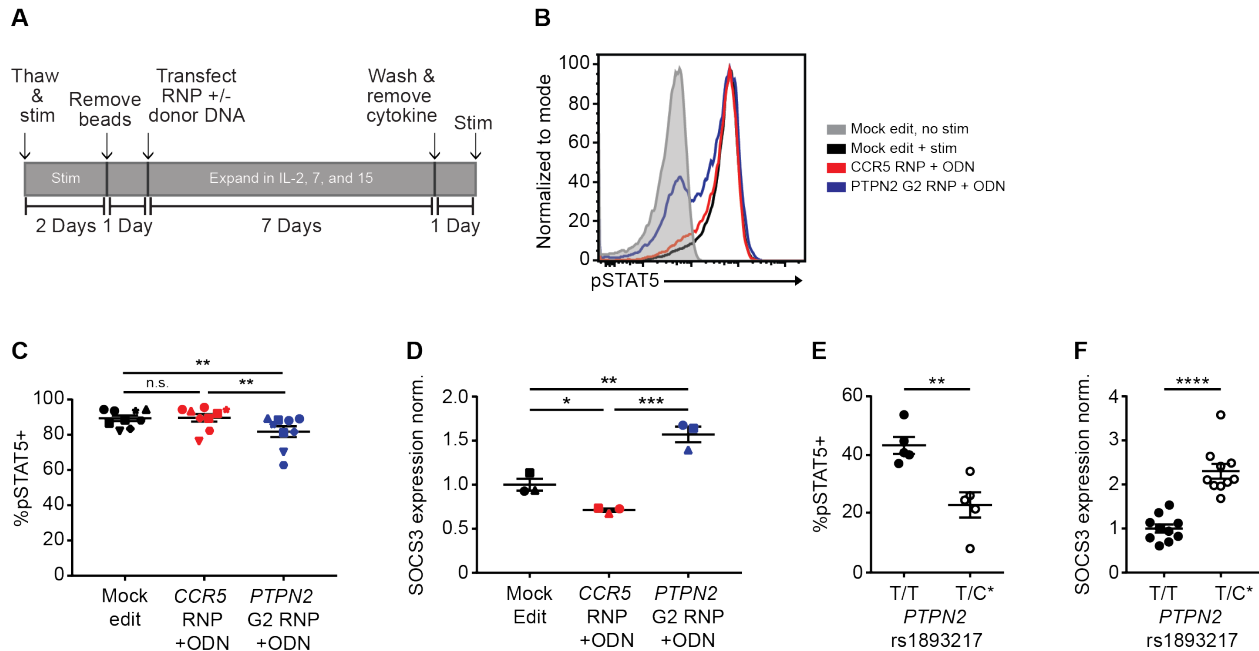 A
Thaw
&
stim
Remove
beads
Transfect
RNP +/-
donor DNA
Wash &
remove
cytokine
Stim
Stim
Expand in IL-2, 7, and 15
2 Days
1 Day
7 Days
1 Day
B
Normalized to mode
100
80
60
40
20
0
pSTAT5
Mock edit, no stim
Mock edit + stim
CCR5 RNP + ODN
PTPN2 G2 RNP + ODN
C
%pSTAT5+
100
80
60
40
20
0
**
n.s.
**
Mock
edit
CCR5
RNP
+ODN
PTPN2
G2 RNP
+ODN
D
SOCS3 expression norm.
2.0
1.5
1.0
0.5
0
**
*
***
Mock
Edit
CCR5
RNP
+ODN
PTPN2
G2 RNP
+ODN
E
%pSTAT5+
60
40
20
0
**
T/T
T/C*
PTPN2
rs1893217
F
SOCS3 expression norm.
4
3
2
1
0
****
T/T
T/C*
PTPN2
rs1893217